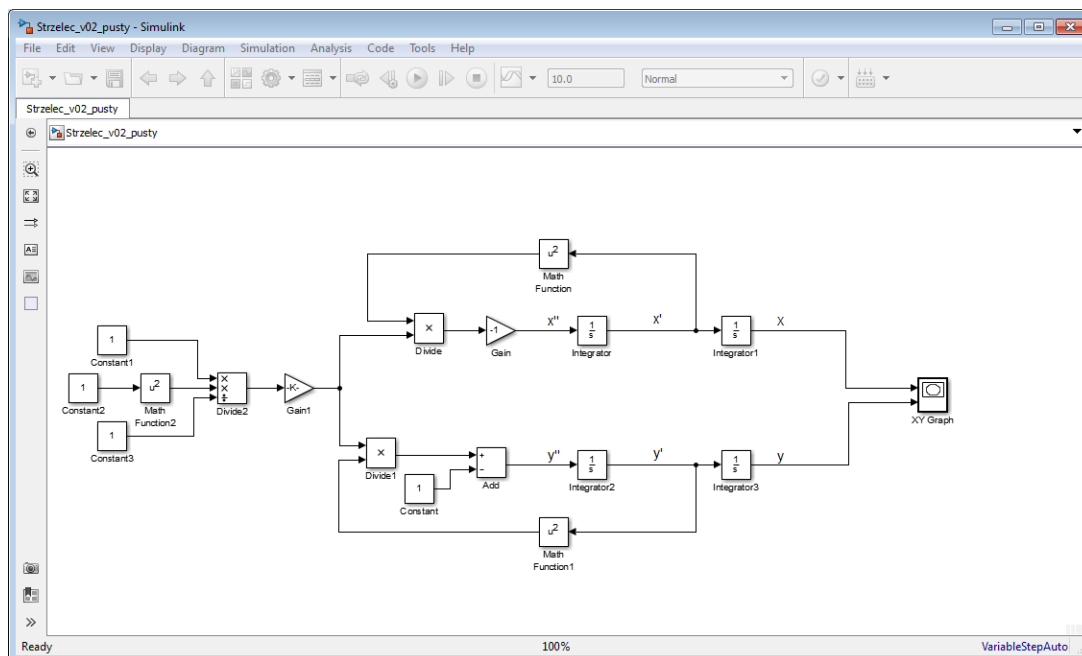 Strzelec_v02_pusty - Simulink
File Edit View Display Diagram Simulation Analysis Code Tools Help
10.0 Normal
Strzelec_v02_pusty
Strzelec_v02_pusty
u²
Math
Function
1
Constant1
×
Divide
-1
Gain
x''
1
s
Integrator
x'
1
s
Integrator1
x
1
Constant2
u²
Math
Function2
×
×
÷
Divide2
-K-
Gain1
1
Constant3
XY Graph
×
Divide1
1
Constant
+
−
Add
y''
1
s
Integrator2
y'
1
s
Integrator3
y
u²
Math
Function1
Ready 100% VariableStepAuto